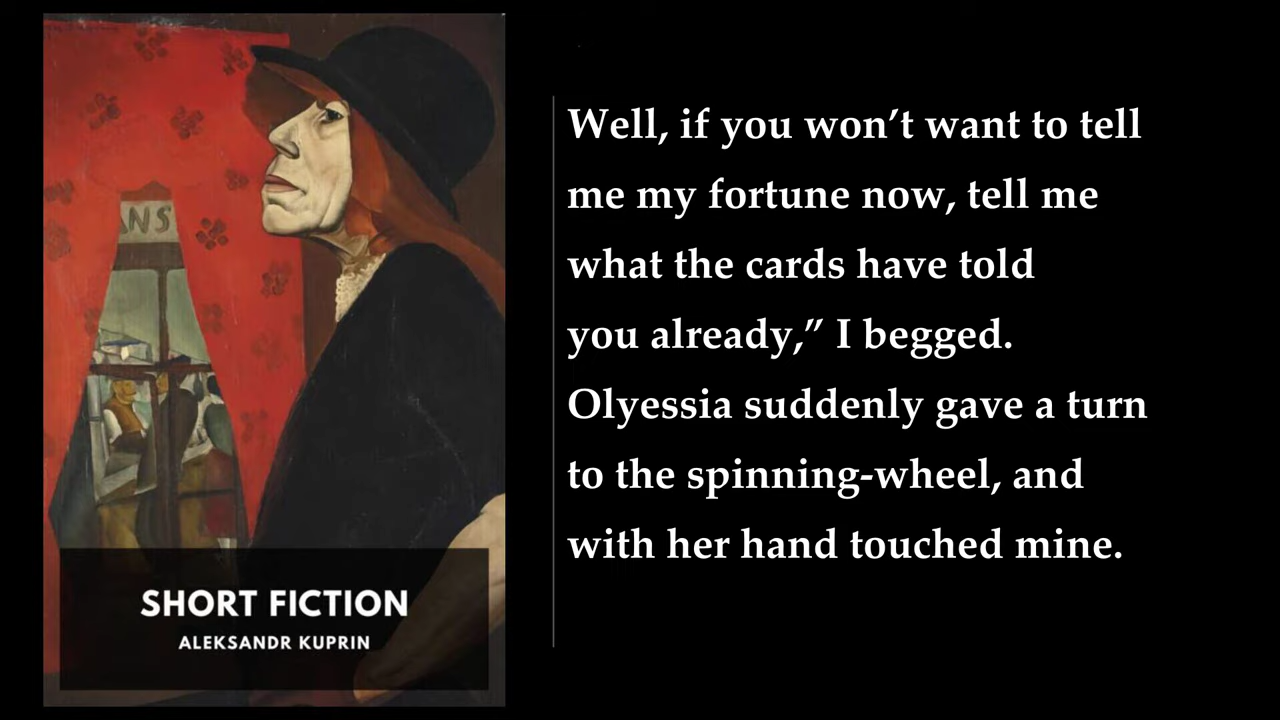 ANS
SHORT FICTION
ALEKSANDR KUPRIN
Well, if you won’t want to tell
me my fortune now, tell me
what the cards have told
you already,” I begged.
Olyessia suddenly gave a turn
to the spinning-wheel, and
with her hand touched mine.